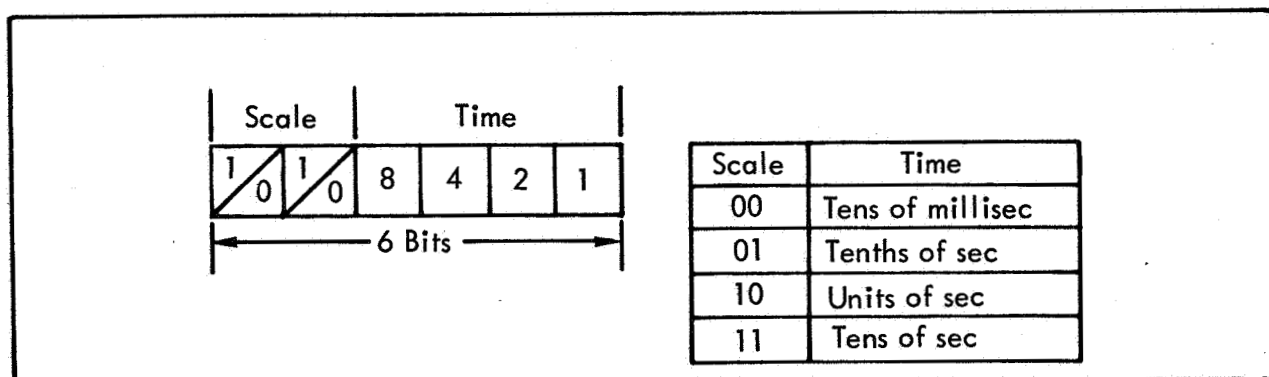 Scale Time
1 0 1 0 8 4 2 1
6 Bits
Scale Time
00 Tens of millisec
01 Tenths of sec
10 Units of sec
11 Tens of sec